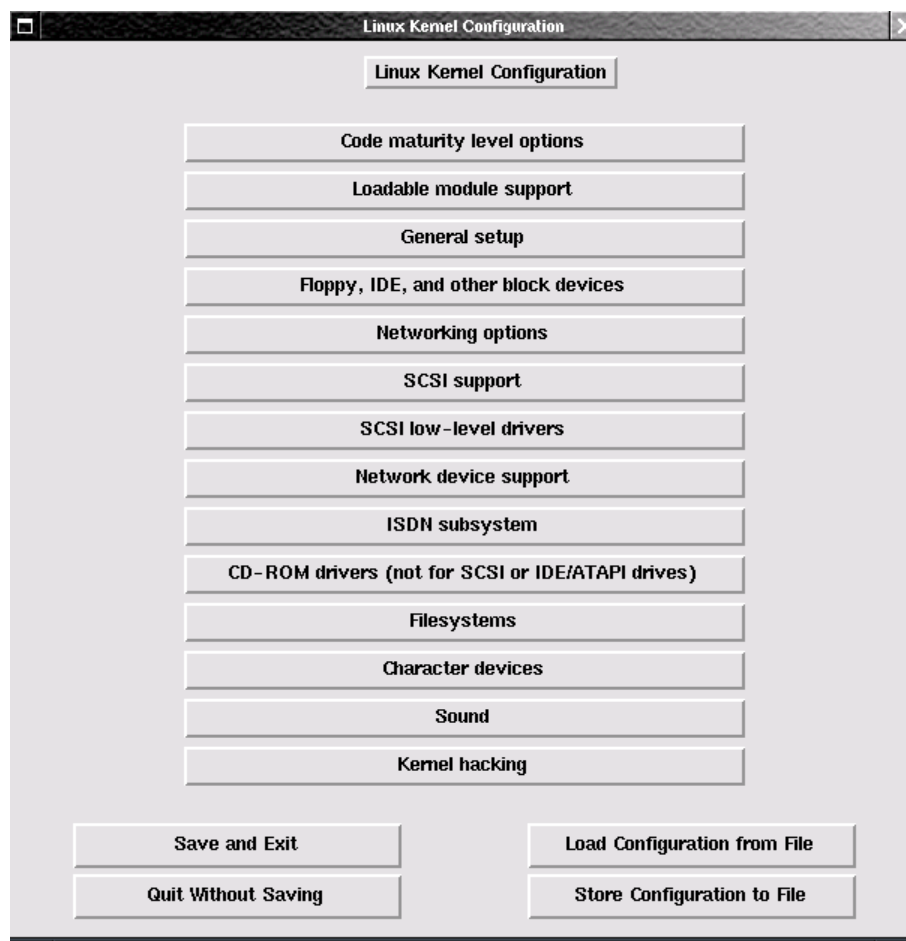 Linux Kernel Configuration
Linux Kernel Configuration
Code maturity level options
Loadable module support
General setup
Floppy, IDE, and other block devices
Networking options
SCSI support
SCSI low-level drivers
Network device support
ISDN subsystem
CD-ROM drivers (not for SCSI or IDE/ATAPI drives)
Filesystems
Character devices
Sound
Kernel hacking
Save and Exit
Load Configuration from File
Quit Without Saving
Store Configuration to File